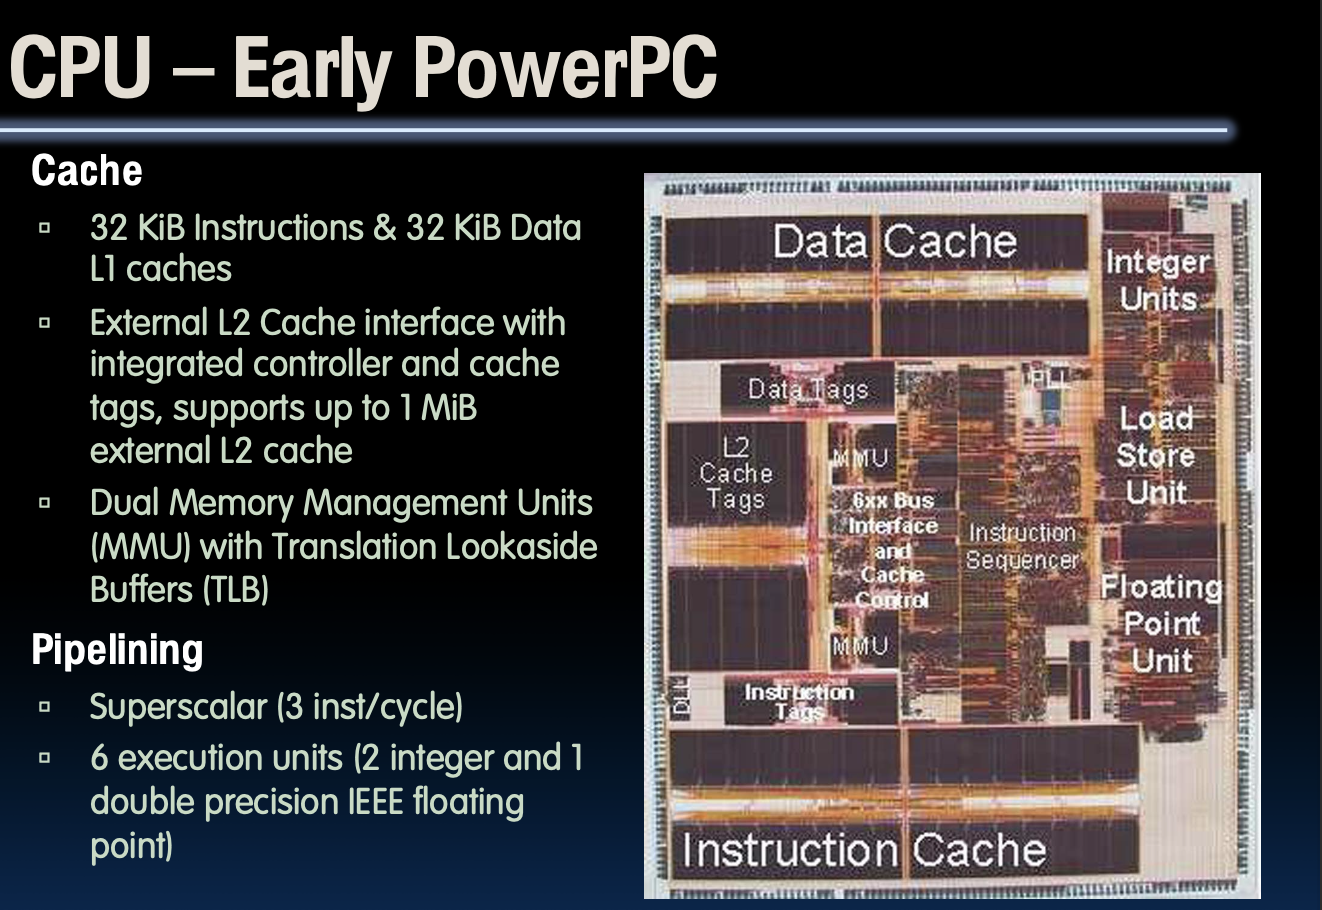 CPU – Early PowerPC
Cache
32 KiB Instructions & 32 KiB Data
L1 caches
External L2 Cache interface with
integrated controller and cache
tags, supports up to 1 MiB
external L2 cache
Dual Memory Management Units
(MMU) with Translation Lookaside
Buffers (TLB)
Pipelining
Superscalar (3 inst/cycle)
6 execution units (2 integer and 1
double precision IEEE floating
point)
Data Cache
Integer
Units
Data Tags
PLL
Load
Store
Unit
L2
Cache
Tags
MMU
6xx Bus
Interface
and
Cache
Control
Instruction
Sequencer
Floating
Point
Unit
MMU
DLL
Instruction
Tags
Instruction Cache